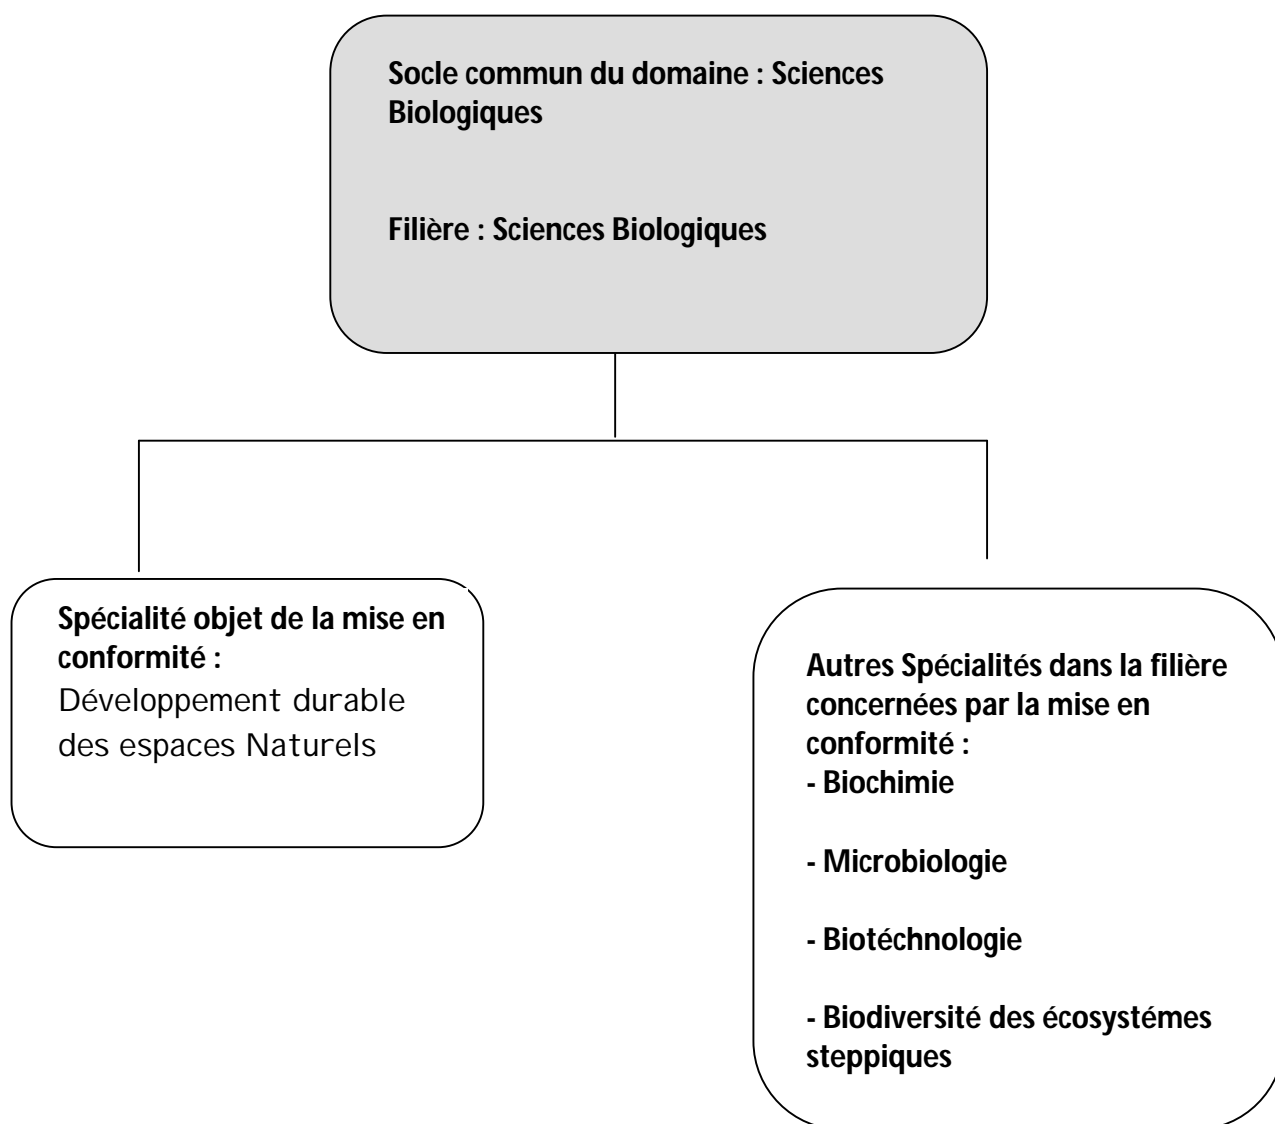 Socle commun du domaine : Sciences
Biologiques
Filière : Sciences Biologiques
Spécialité objet de la mise en
conformité :
Développement durable
des espaces Naturels
Autres Spécialités dans la filière
concernées par la mise en
conformité :
- Biochimie
- Microbiologie
- Biotéchnologie
- Biodiversité des écosystémes
steppiques